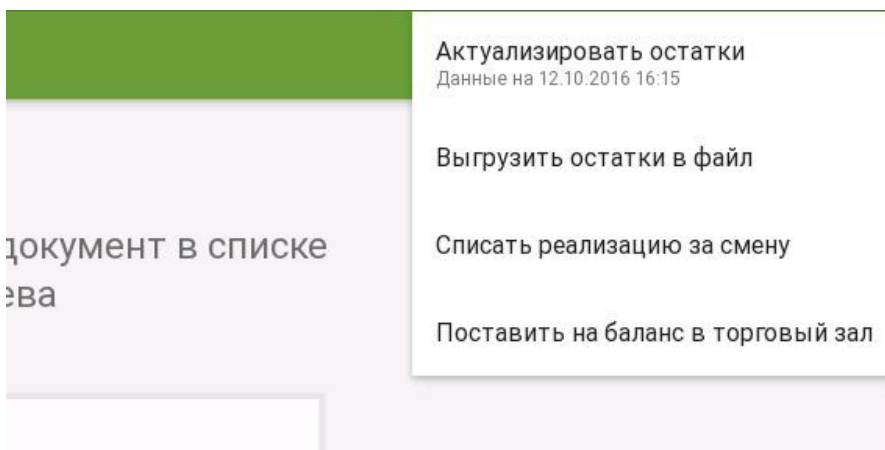 Актуализировать остатки
Данные на 12.10.2016 16:15
Выгрузить остатки в файл
документ в списке
Списать реализацию за смену
ева
Поставить на баланс в торговый зал